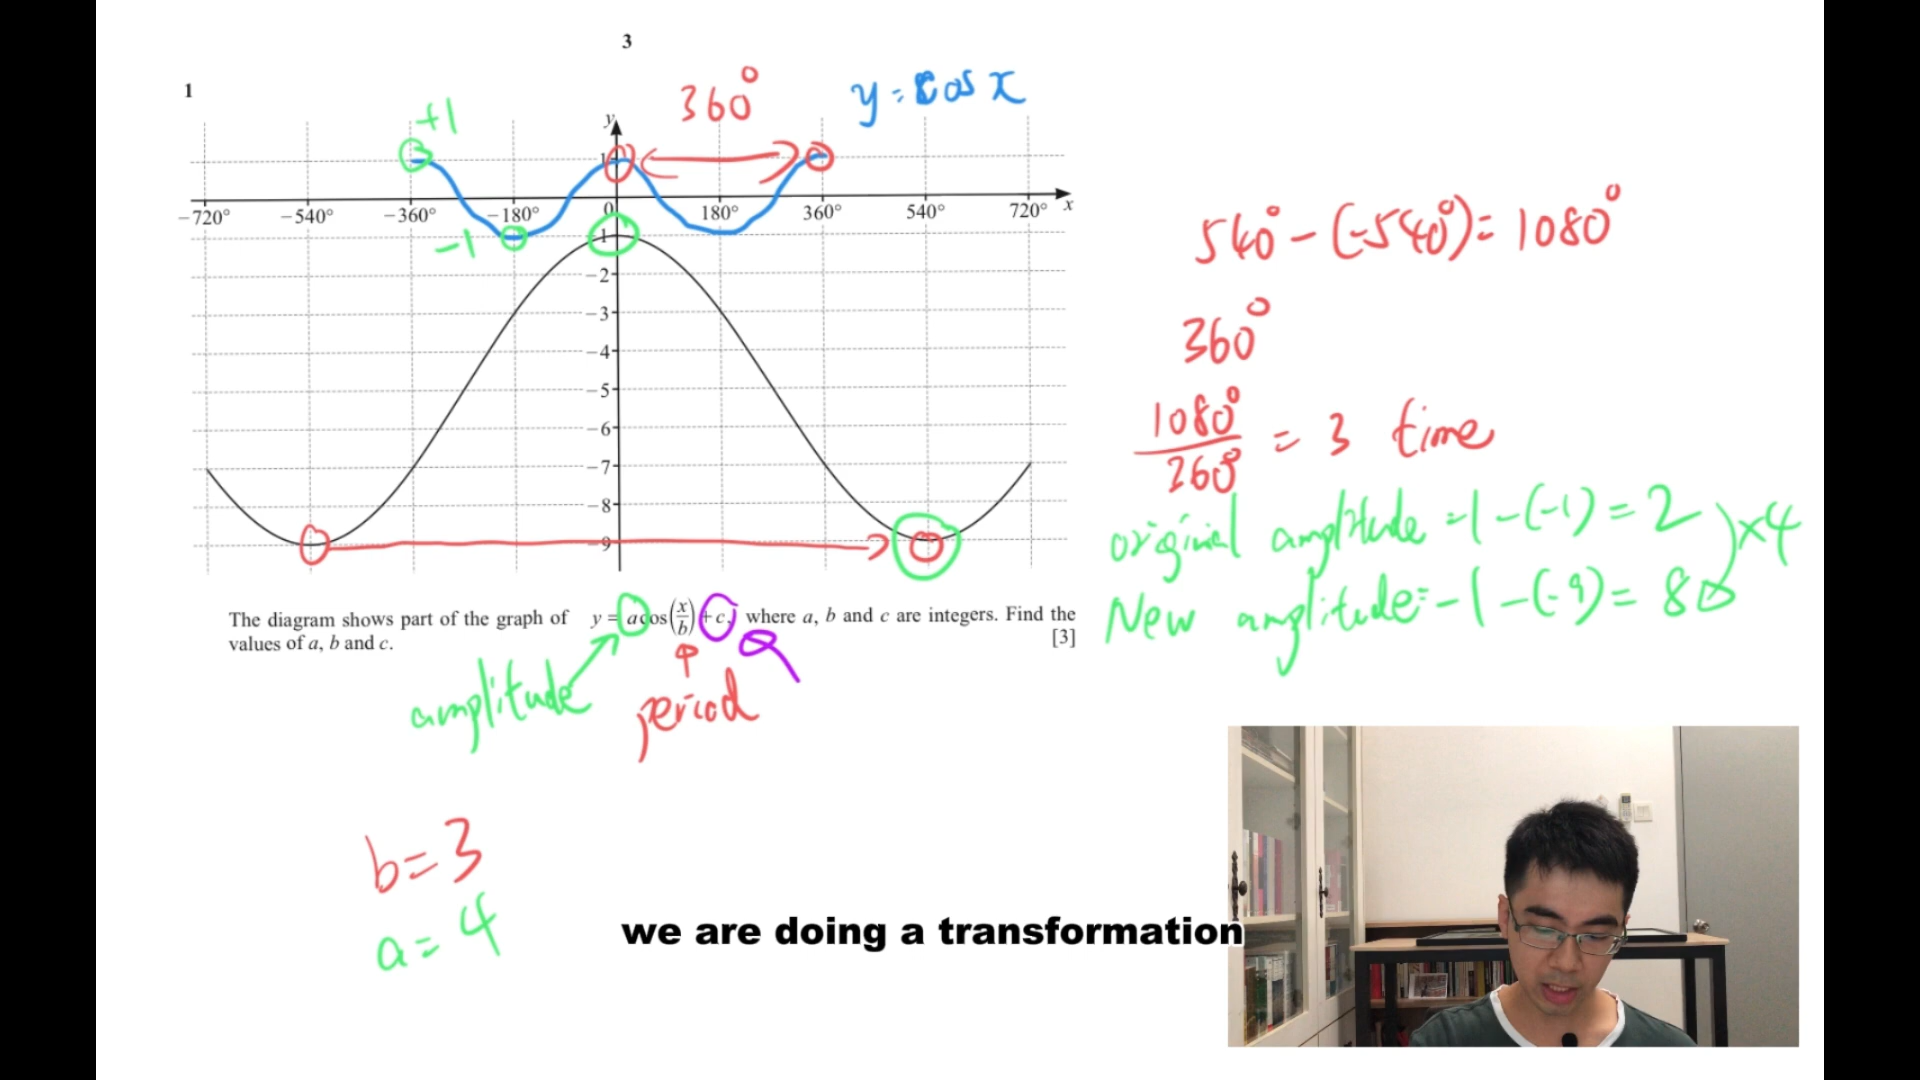 3
1
+1
360°
y = cos x
y
1
-720° -540° -360° -180° 0 180° 360° 540° 720° x
-1
-1
-2
-3
-4
-5
-6
-7
-8
-9
The diagram shows part of the graph of y = a cos(x/b) + c, where a, b and c are integers. Find the
values of a, b and c. [3]
amplitude
period
b = 3
a = 4
540° - (-540°) = 1080°
360°
1080°/360° = 3 time
original amplitude = 1 - (-1) = 2
×4
New amplitude = -1 - (-9) = 8
we are doing a transformation